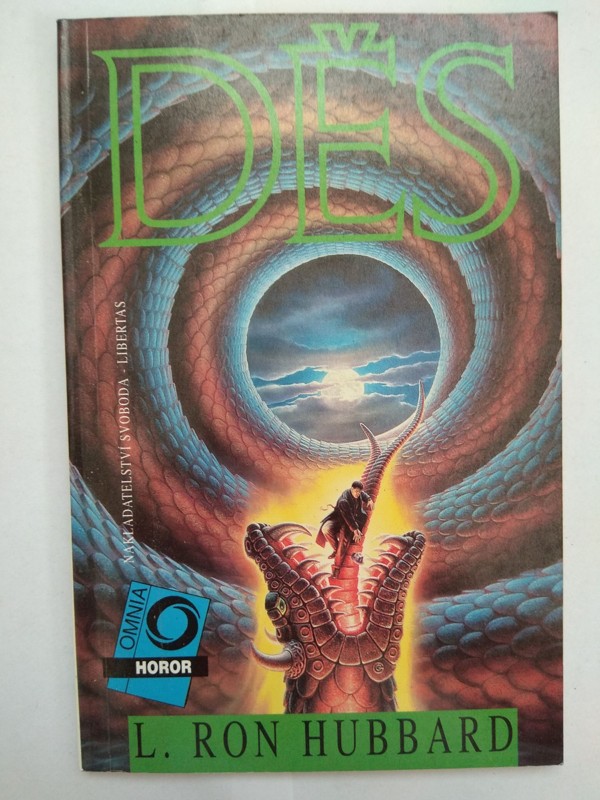 DĚS
NAKLADATELSTVÍ SVOBODA - LIBERTAS
OMNIA
HOROR
L. RON HUBBARD